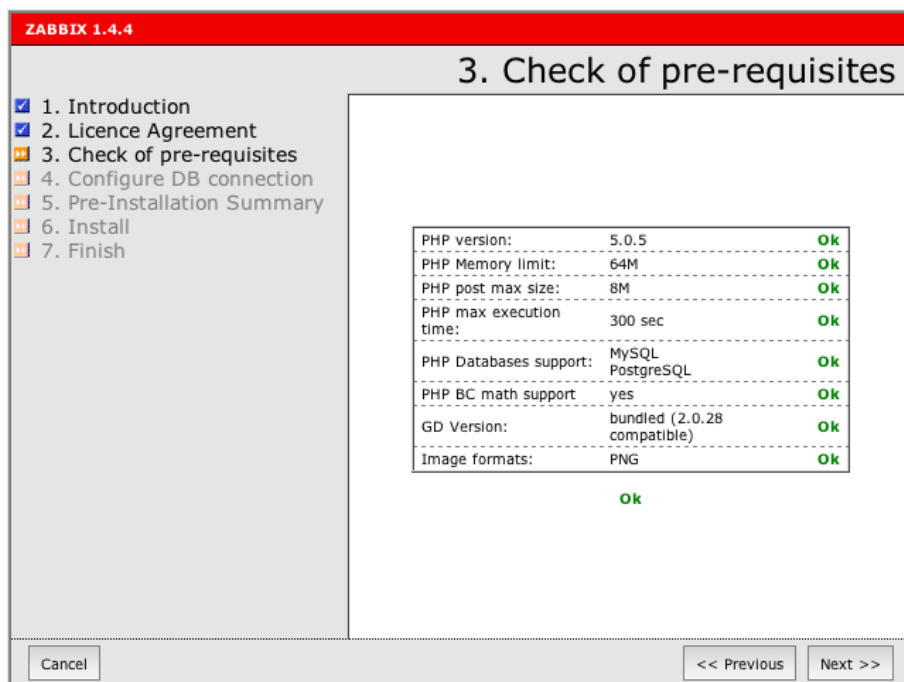 ZABBIX 1.4.4
3. Check of pre-requisites
1. Introduction
2. Licence Agreement
3. Check of pre-requisites
4. Configure DB connection
5. Pre-Installation Summary
6. Install
7. Finish
PHP version: 5.0.5 Ok
PHP Memory limit: 64M Ok
PHP post max size: 8M Ok
PHP max execution
time: 300 sec Ok
PHP Databases support: MySQL
PostgreSQL Ok
PHP BC math support yes Ok
GD Version: bundled (2.0.28
compatible) Ok
Image formats: PNG Ok
Ok
Cancel << Previous Next >>